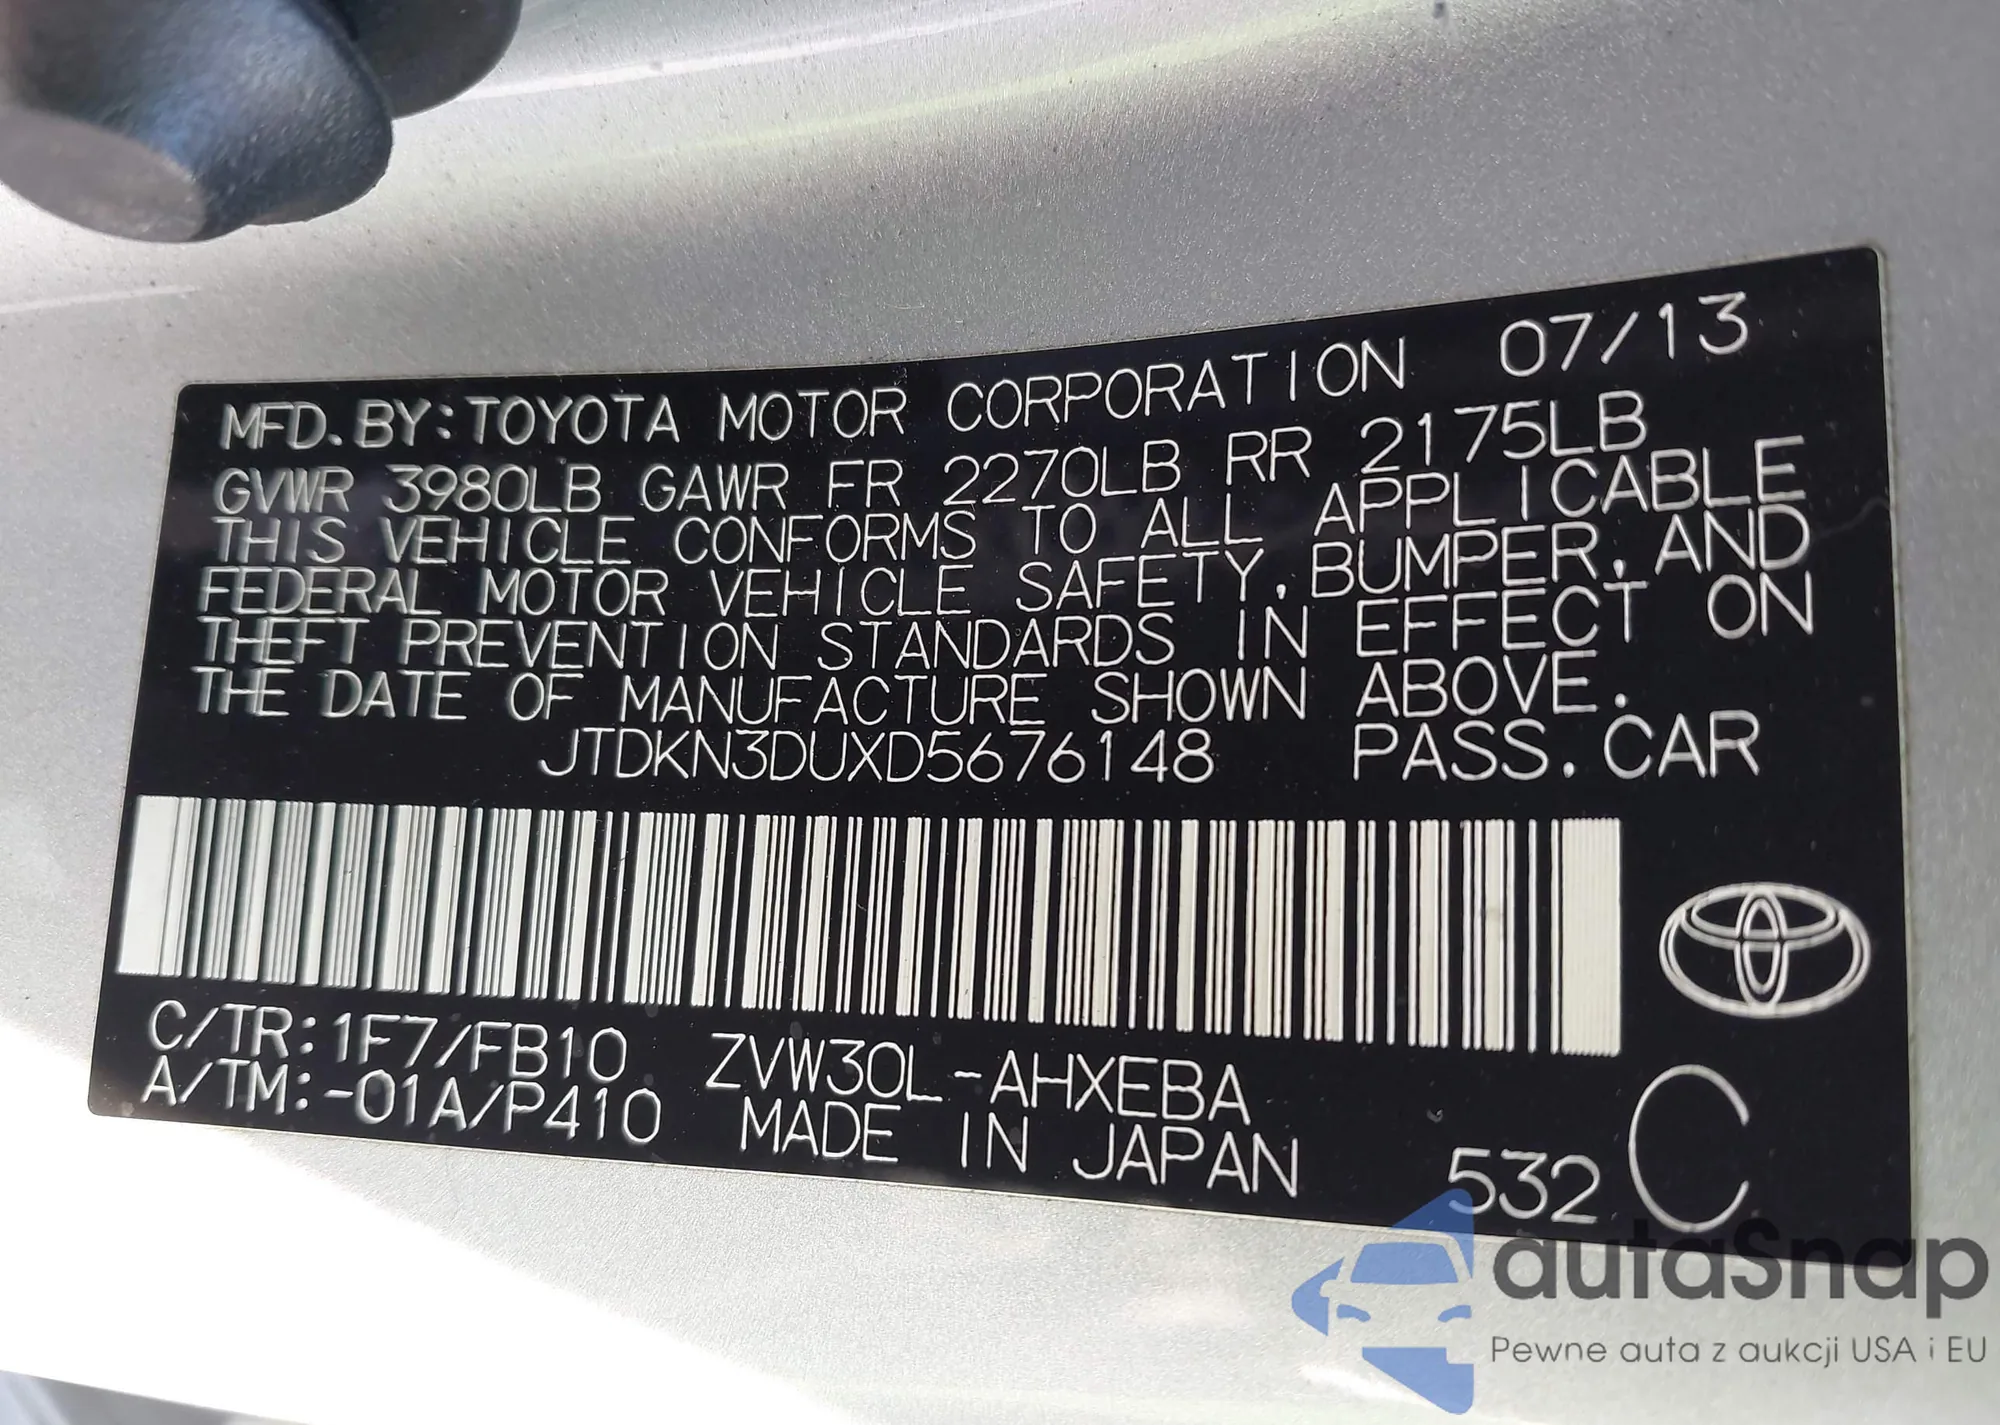 MFD. BY: TOYOTA MOTOR CORPORATION 07/13
GVWR 3980LB GAWR FR 2270LB RR 2175LB
THIS VEHICLE CONFORMS TO ALL APPLICABLE
FEDERAL MOTOR VEHICLE SAFETY, BUMPER, AND
THEFT PREVENTION STANDARDS IN EFFECT ON
THE DATE OF MANUFACTURE SHOWN ABOVE.
JTDKN3DUXD5676148 PASS. CAR
C/TR: 1F7/FB10 ZVW30L-AHXEBA
A/TM: -01A/P410 MADE IN JAPAN
532 C
autaSnap
Pewne auta z aukcji USA i EU